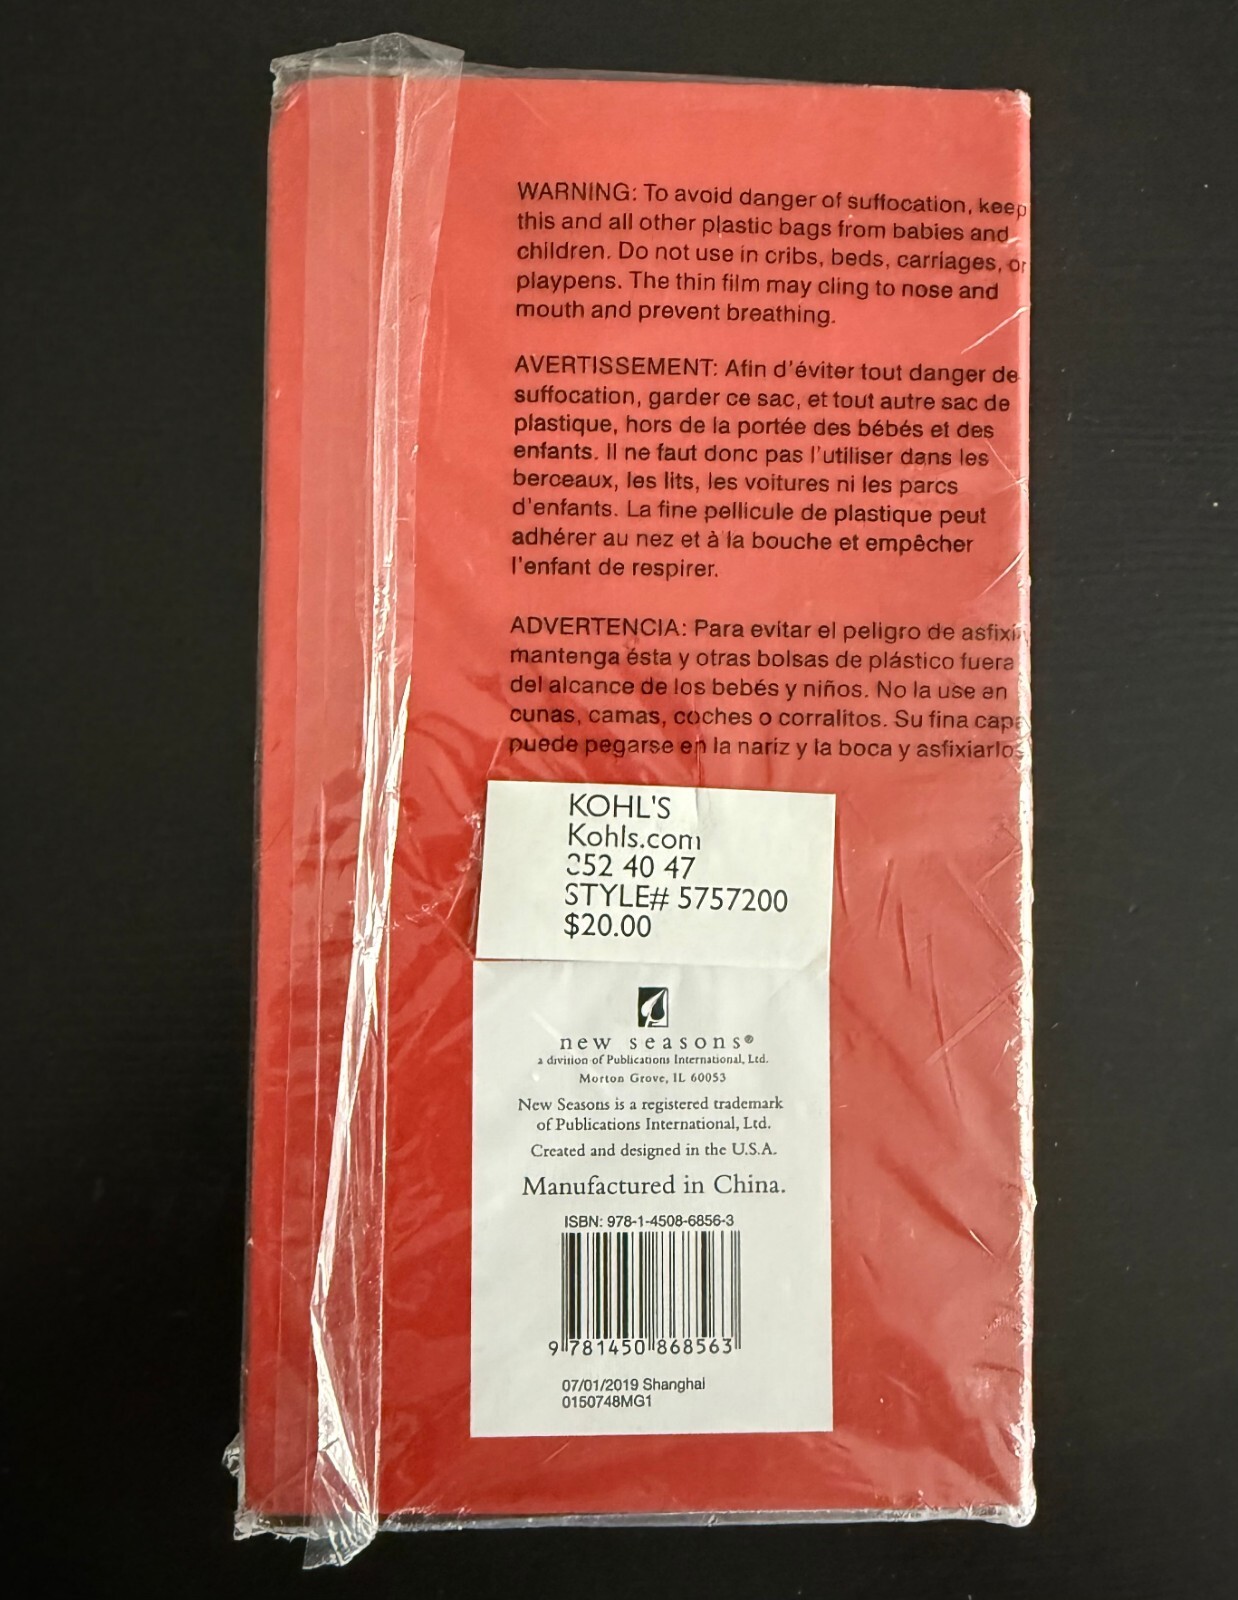 WARNING: To avoid danger of suffocation, keep
this and all other plastic bags from babies and
children. Do not use in cribs, beds, carriages, or
playpens. The thin film may cling to nose and
mouth and prevent breathing.
AVERTISSEMENT: Afin d'éviter tout danger de
suffocation, garder ce sac, et tout autre sac de
plastique, hors de la portée des bébés et des
enfants. Il ne faut donc pas l'utiliser dans les
berceaux, les lits, les voitures ni les parcs
d'enfants. La fine pellicule de plastique peut
adhérer au nez et à la bouche et empêcher
l'enfant de respirer.
ADVERTENCIA: Para evitar el peligro de asfixi
mantenga ésta y otras bolsas de plástico fuera
del alcance de los bebés y niños. No la use en
cunas, camas, coches o corralitos. Su fina capa
puede pegarse en la nariz y la boca y asfixiarlos
KOHL'S
Kohls.com
352 40 47
STYLE# 5757200
$20.00
new seasons®
a division of Publications International, Ltd.
Morton Grove, IL 60053
New Seasons is a registered trademark
of Publications International, Ltd.
Created and designed in the U.S.A.
Manufactured in China.
ISBN: 978-1-4508-6856-3
9 781450 868563
07/01/2019 Shanghai
0150748MG1